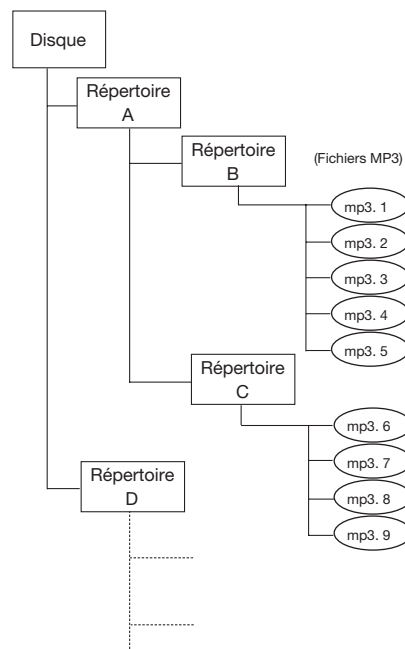 Disque
Répertoire
A
Répertoire
B
(Fichiers MP3)
mp3. 1
mp3. 2
mp3. 3
mp3. 4
mp3. 5
Répertoire
C
mp3. 6
mp3. 7
mp3. 8
mp3. 9
Répertoire
D